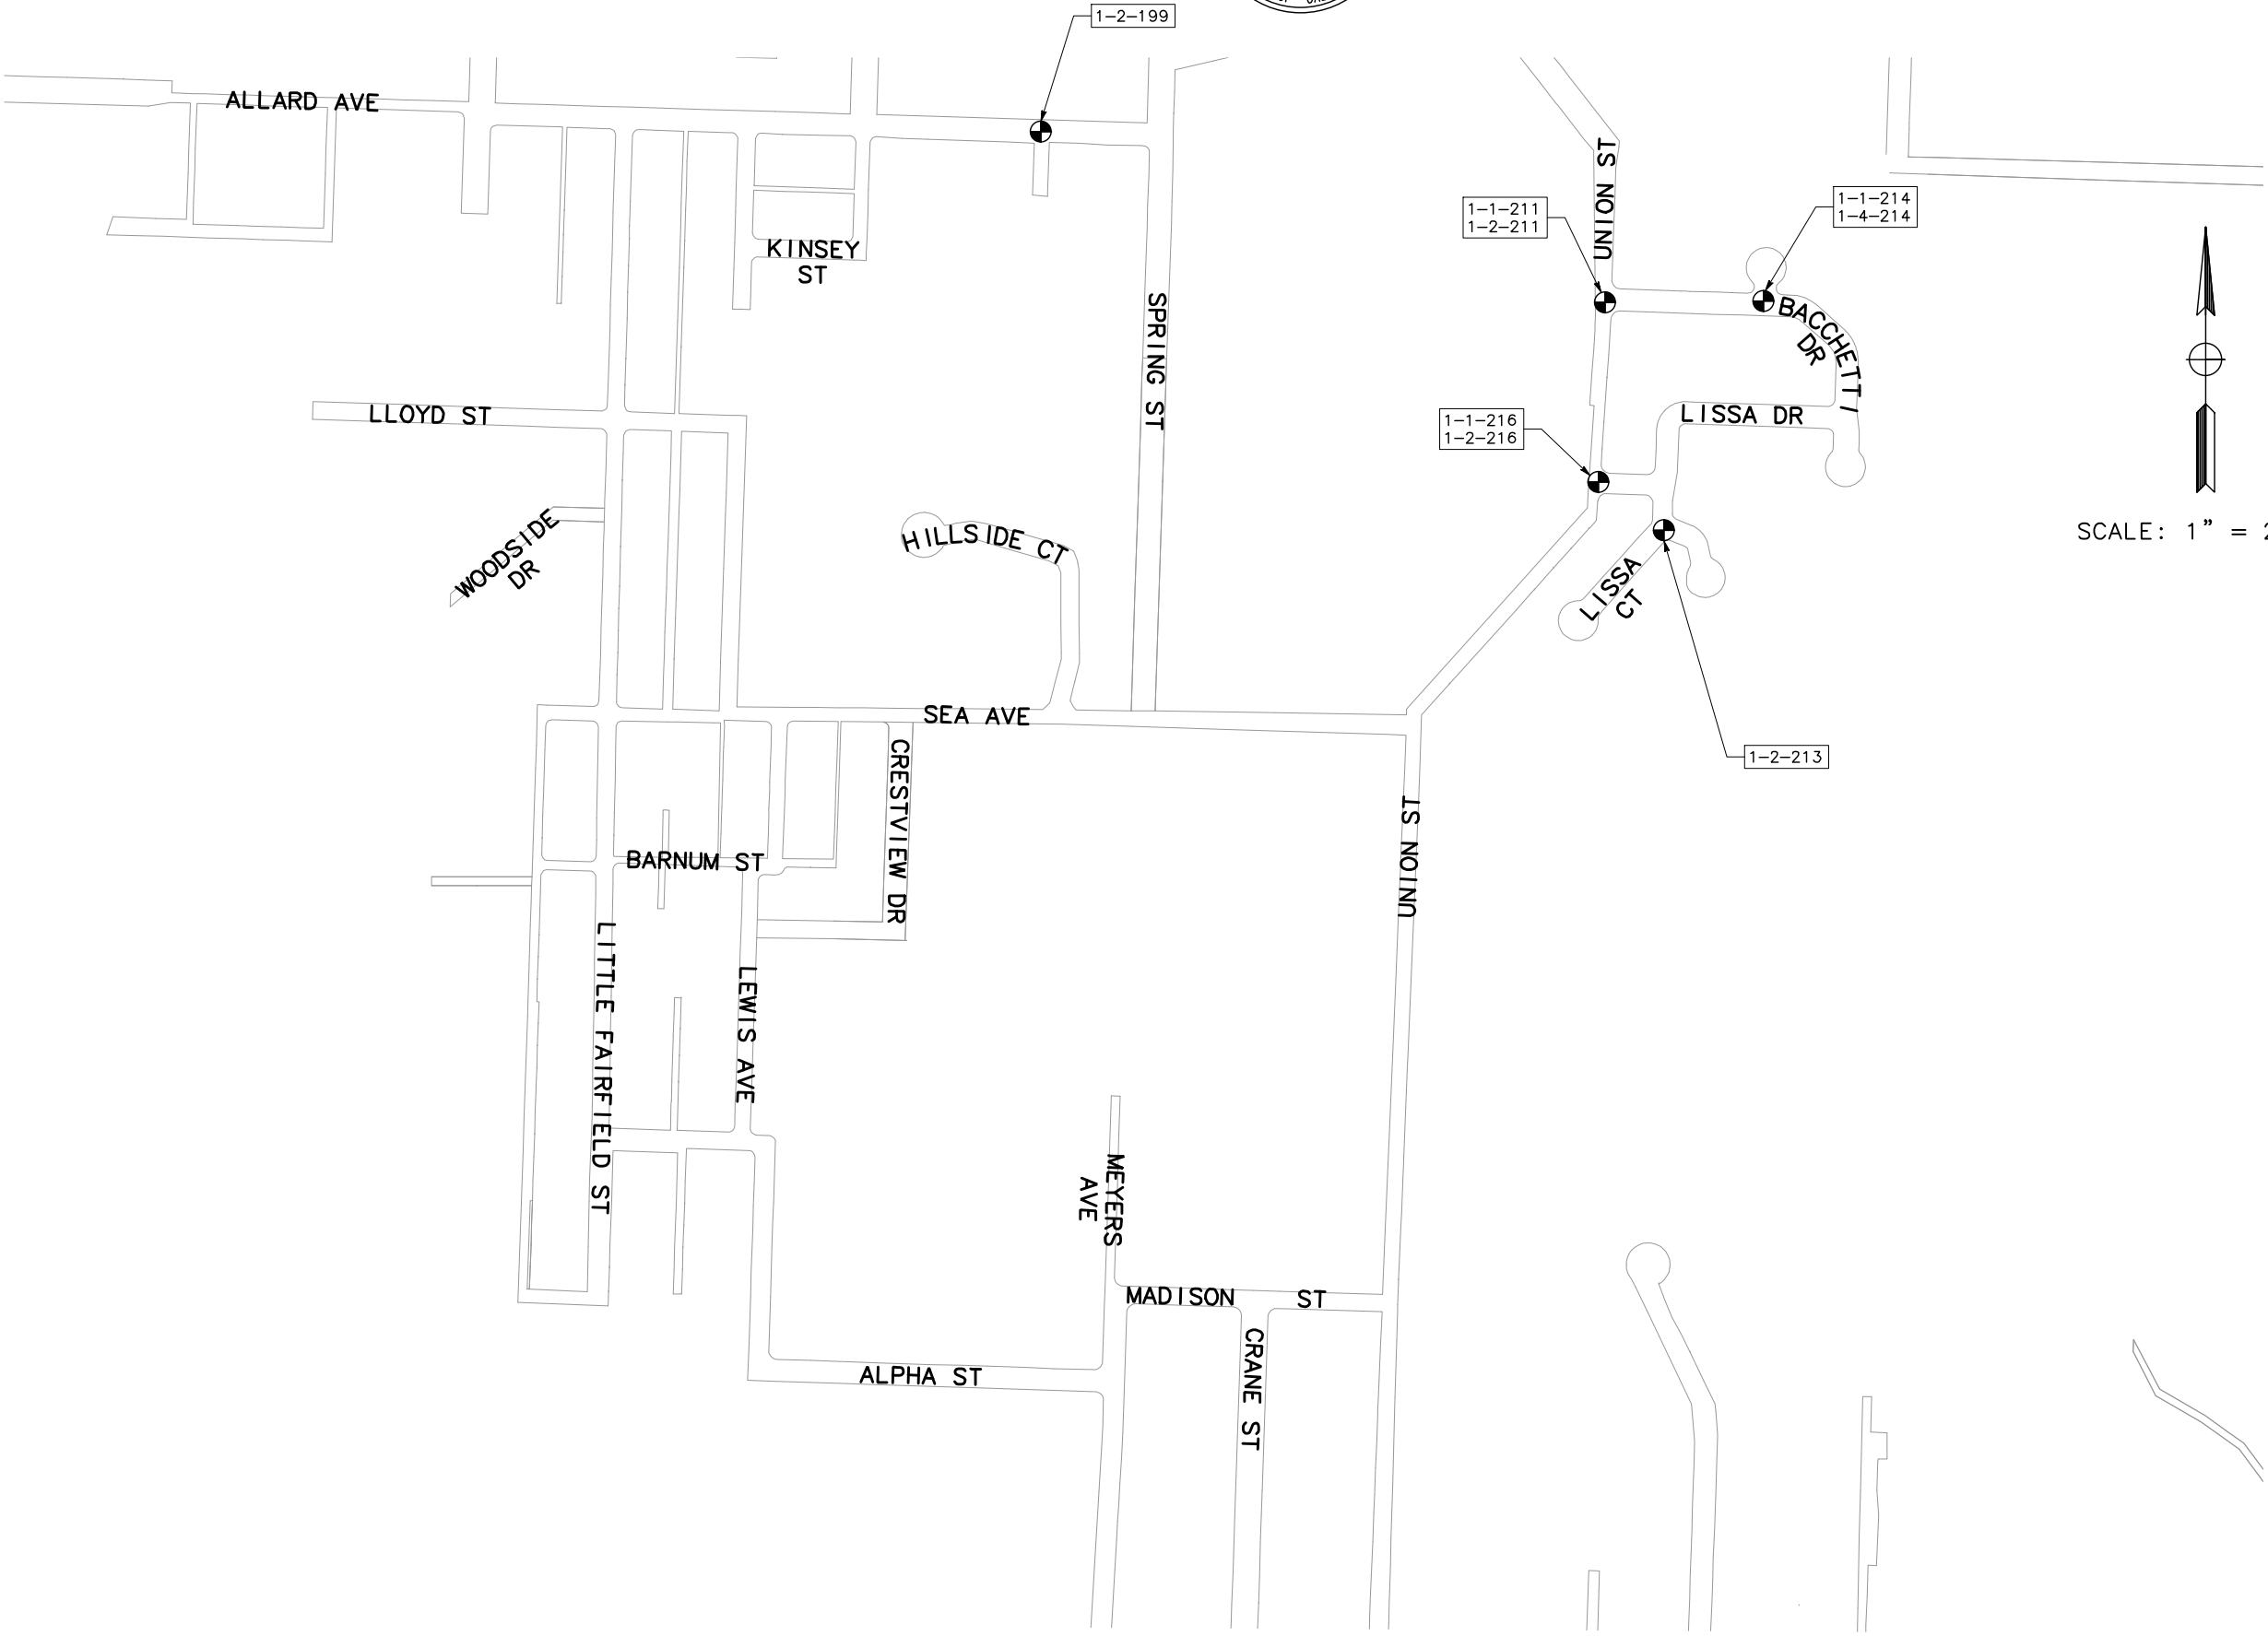 1-2-199
ALLARD AVE
UNION ST
1-1-211
1-2-211
1-1-214
1-4-214
KINSEY
ST
SPRING ST
BACCHETTI
DR
LLOYD ST
LISSA DR
1-1-216
1-2-216
WOODSIDE
DR
HILLSIDE CT
SCALE: 1" =
LISSA
CT
SEA AVE
CRESTVIEW DR
1-2-213
UNION ST
BARNUM ST
LITTLE FAIRFIELD ST
LEWIS AVE
MEYERS
AVE
MADISON ST
CRANE ST
ALPHA ST